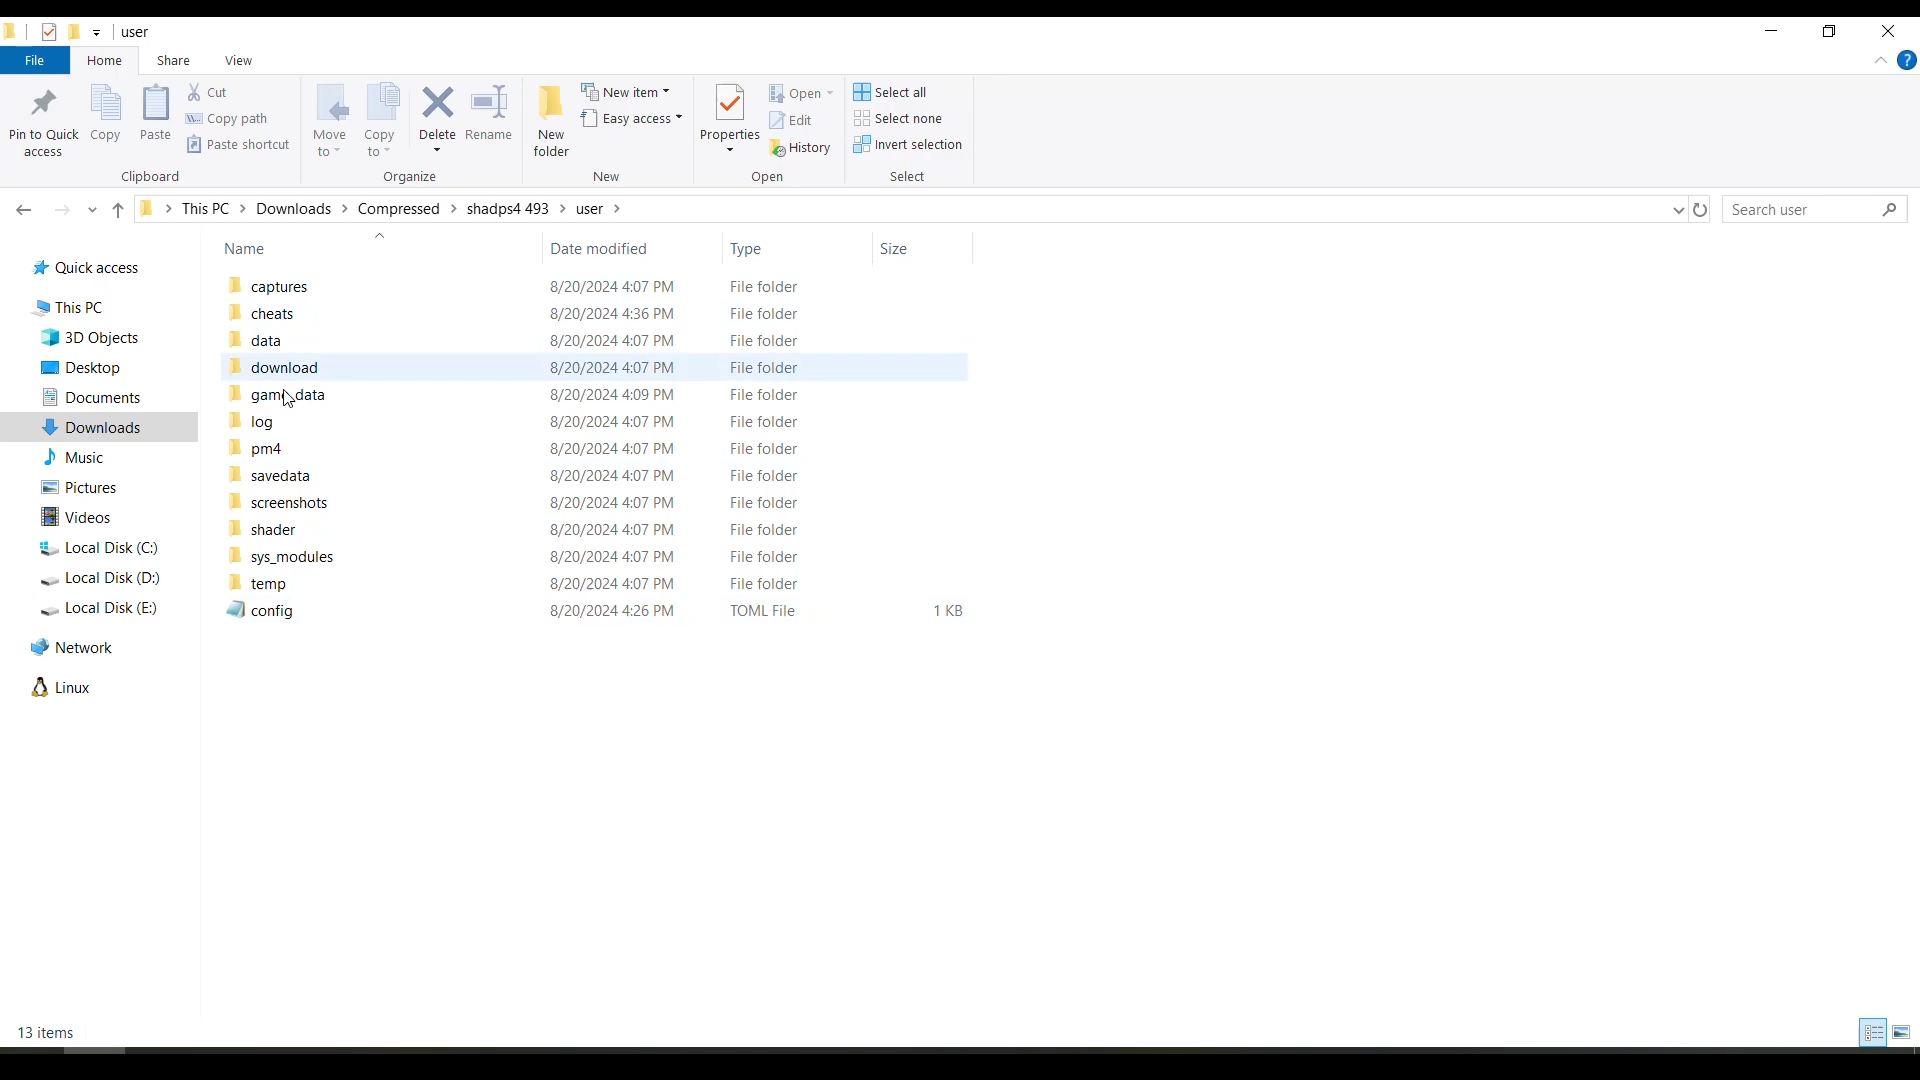 user
File Home Share View
Pin to Quick access
Copy
Paste
Cut
Copy path
Paste shortcut
Clipboard
Move to
Copy to
Delete
Rename
Organize
New folder
New item
Easy access
New
Properties
Open
Edit
History
Open
Select all
Select none
Invert selection
Select
This PC > Downloads > Compressed > shadps4 493 > user >
Search user
Quick access
This PC
3D Objects
Desktop
Documents
Downloads
Music
Pictures
Videos
Local Disk (C:)
Local Disk (D:)
Local Disk (E:)
Network
Linux
Name Date modified Type Size
captures 8/20/2024 4:07 PM File folder
cheats 8/20/2024 4:36 PM File folder
data 8/20/2024 4:07 PM File folder
download 8/20/2024 4:07 PM File folder
game_data 8/20/2024 4:09 PM File folder
log 8/20/2024 4:07 PM File folder
pm4 8/20/2024 4:07 PM File folder
savedata 8/20/2024 4:07 PM File folder
screenshots 8/20/2024 4:07 PM File folder
shader 8/20/2024 4:07 PM File folder
sys_modules 8/20/2024 4:07 PM File folder
temp 8/20/2024 4:07 PM File folder
config 8/20/2024 4:26 PM TOML File 1 KB
13 items